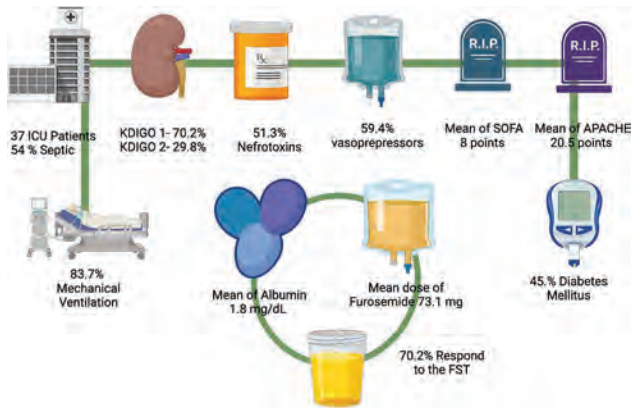 37 ICU Patients
54 % Septic
KDIGO 1- 70.2%
KDIGO 2- 29.8%
Rx
51.3%
Nefrotoxins
59.4%
vasoprepressors
R.I.P.
Mean of SOFA
8 points
R.I.P.
Mean of APACHE
20.5 points
83.7%
Mechanical
Ventilation
Mean of Albumin
1.8 mg/dL
Mean dose of
Furosemide 73.1 mg
45.% Diabetes
Mellitus
70.2% Respond
to the FST